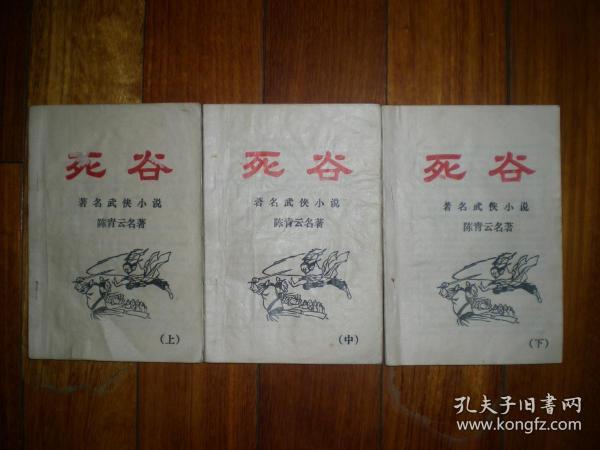 死谷
著名武侠小说
陈青云名著
（上）
死谷
著名武侠小说
陈青云名著
（中）
死谷
著名武侠小说
陈青云名著
（下）
孔夫子旧书网
www.kongfz.com